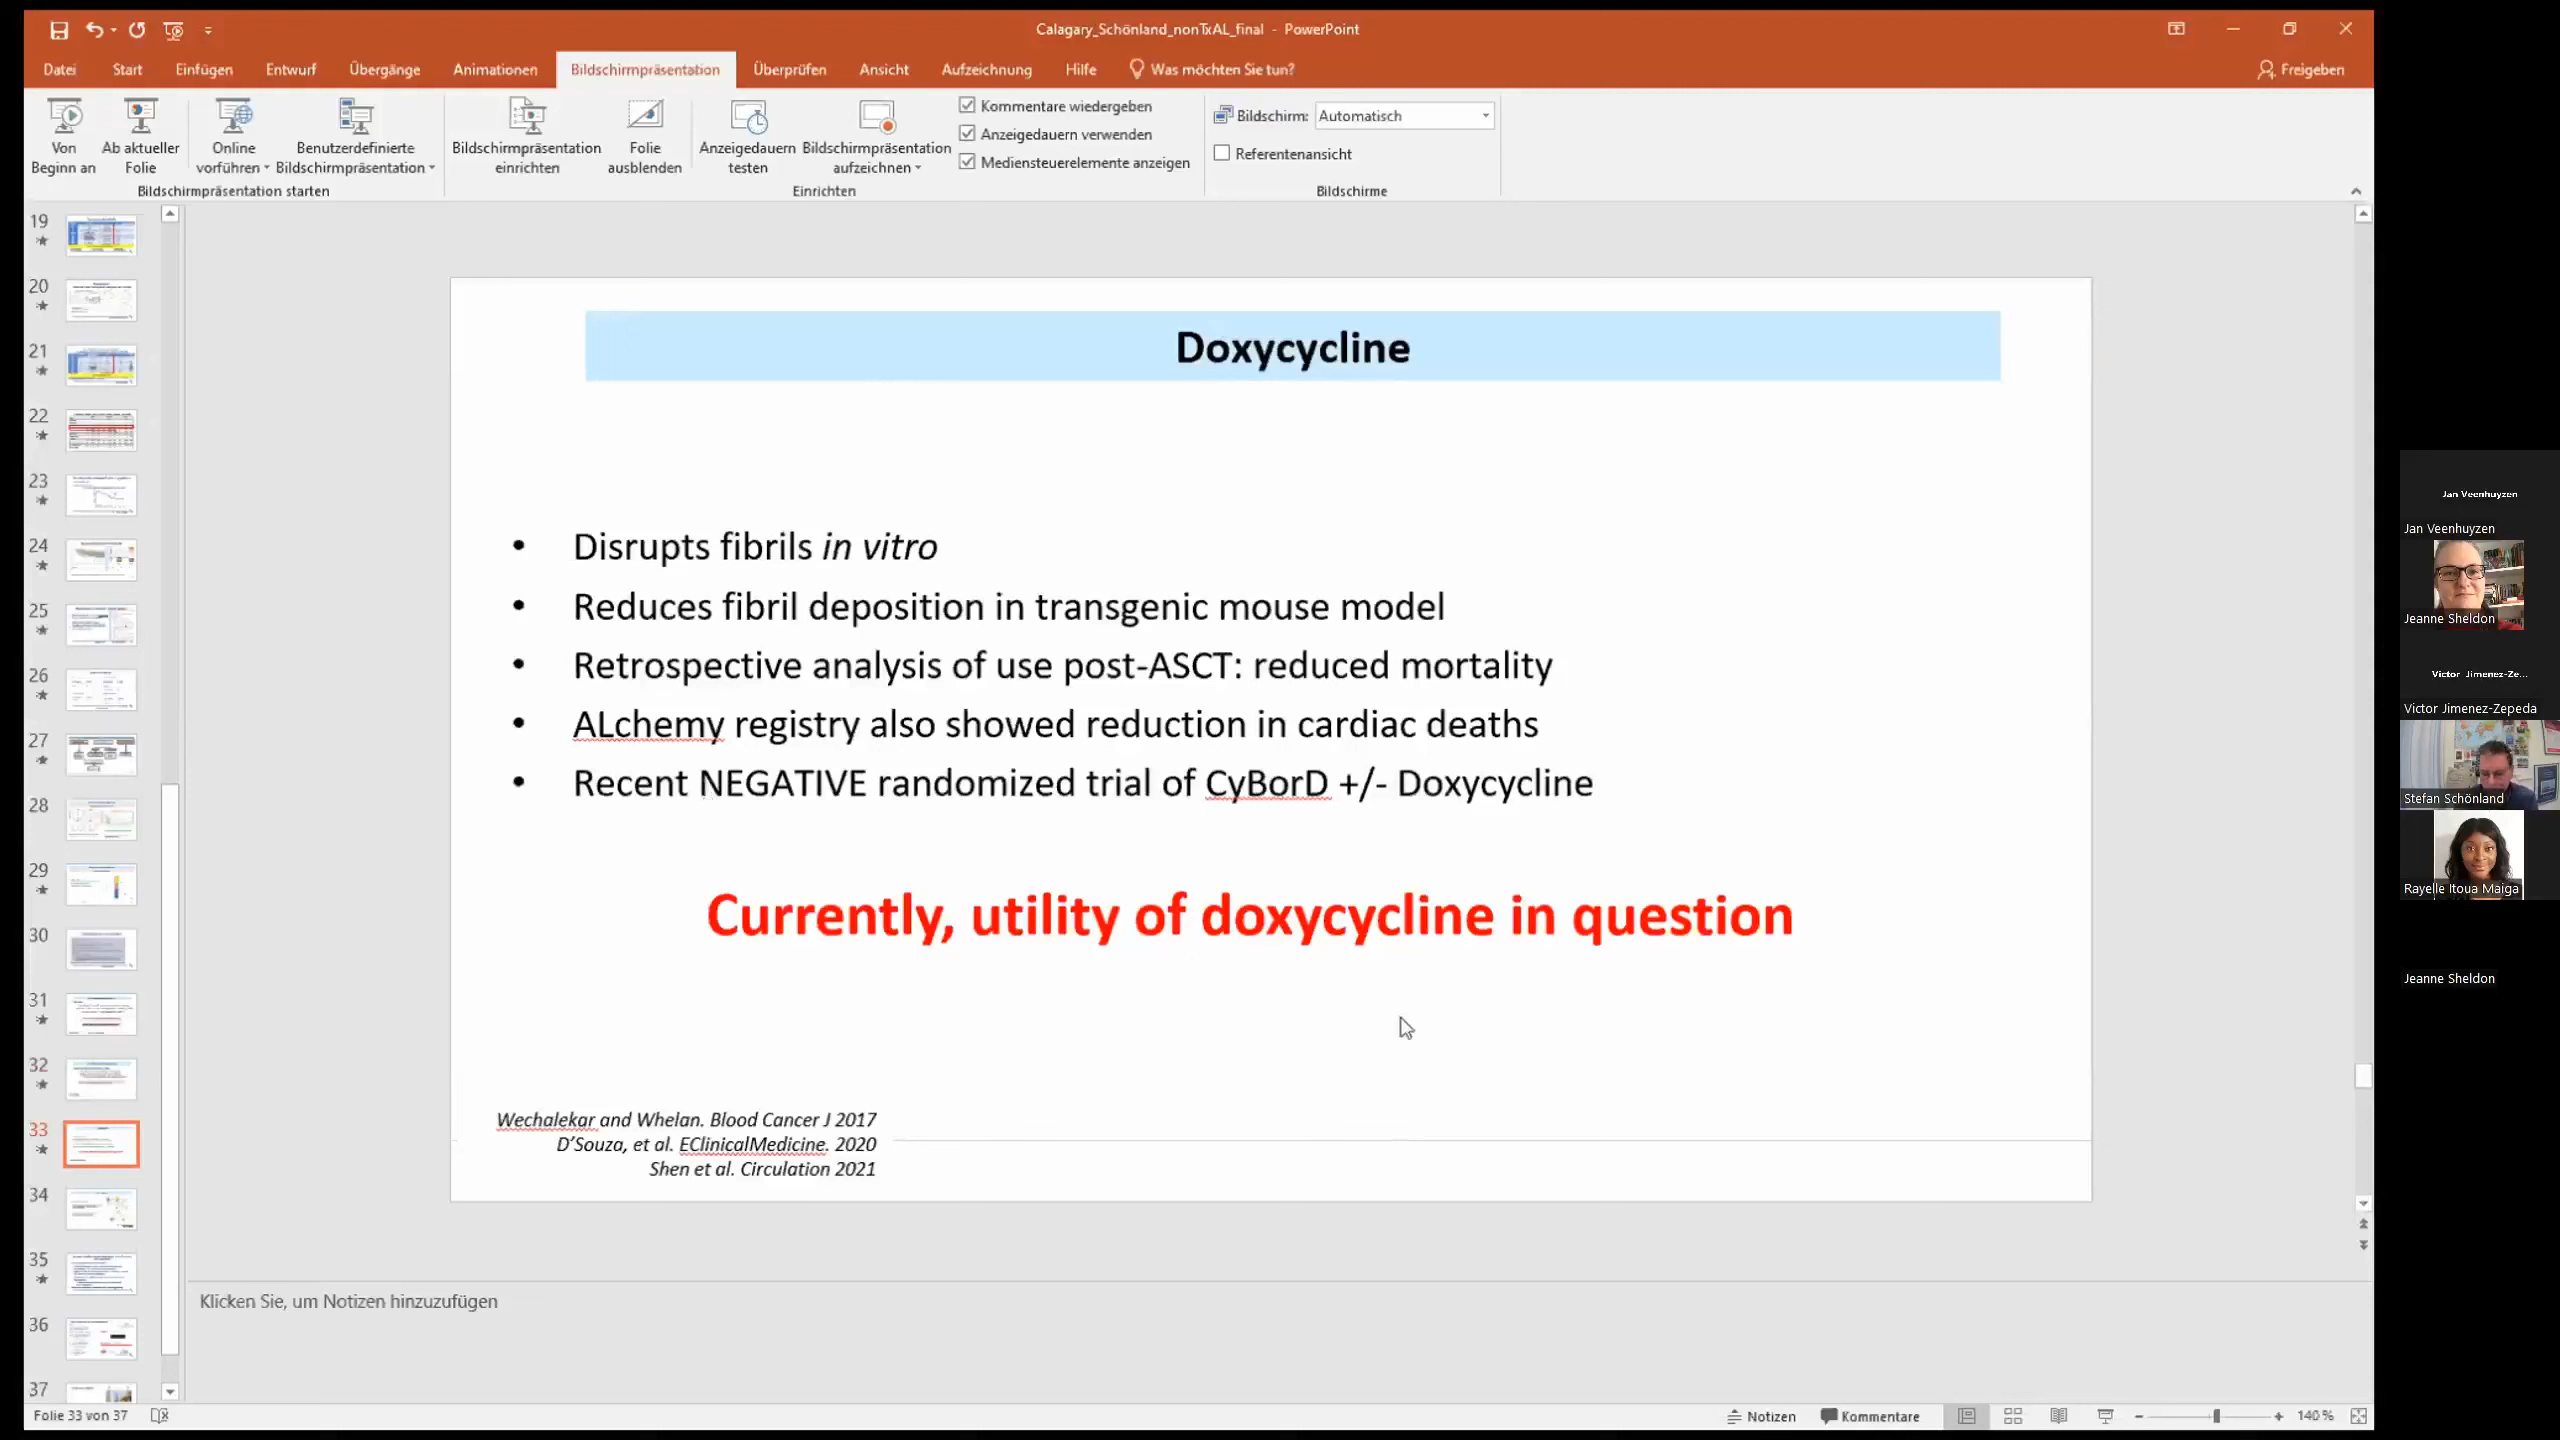 Calagary_Schönland_nonTxAL_final - PowerPoint
Datei Start Einfügen Entwurf Übergänge Animationen Bildschirmpräsentation Überprüfen Ansicht Aufzeichnung Hilfe Was möchten Sie tun? Freigeben
Von Beginn an
Ab aktueller Folie
Online vorführen
Benutzerdefinierte Bildschirmpräsentation
Bildschirmpräsentation einrichten
Folie ausblenden
Anzeigedauern testen
Bildschirmpräsentation aufzeichnen
Kommentare wiedergeben
Anzeigedauern verwenden
Mediensteuerelemente anzeigen
Bildschirm: Automatisch
Referentenansicht
Bildschirmpräsentation starten
Einrichten
Bildschirme
19
20
21
22
23
24
25
26
27
28
29
30
31
32
33
34
35
36
37
Doxycycline
• Disrupts fibrils in vitro
• Reduces fibril deposition in transgenic mouse model
• Retrospective analysis of use post-ASCT: reduced mortality
• ALchemy registry also showed reduction in cardiac deaths
• Recent NEGATIVE randomized trial of CyBorD +/- Doxycycline
Currently, utility of doxycycline in question
Wechalekar and Whelan. Blood Cancer J 2017
D'Souza, et al. EClinicalMedicine. 2020
Shen et al. Circulation 2021
Klicken Sie, um Notizen hinzuzufügen
Folie 33 von 37
Notizen
Kommentare
140 %
Jan Veenhuyzen
Jan Veenhuyzen
Jeanne Sheldon
Victor Jimenez-Ze...
Victor Jimenez-Zepeda
Stefan Schönland
Rayelle Itoua Maiga
Jeanne Sheldon